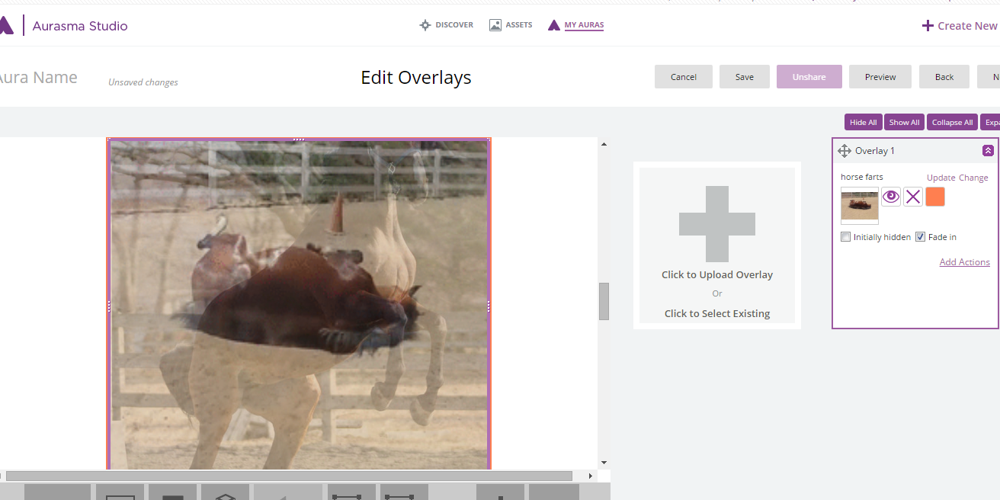 Aurasma Studio
DISCOVER
ASSETS
MY AURAS
Create New
Aura Name
Unsaved changes
Edit Overlays
Cancel
Save
Unshare
Preview
Back
Hide All
Show All
Collapse All
Overlay 1
horse farts
Update Change
Initially hidden
Fade in
Add Actions
Click to Upload Overlay
Or
Click to Select Existing